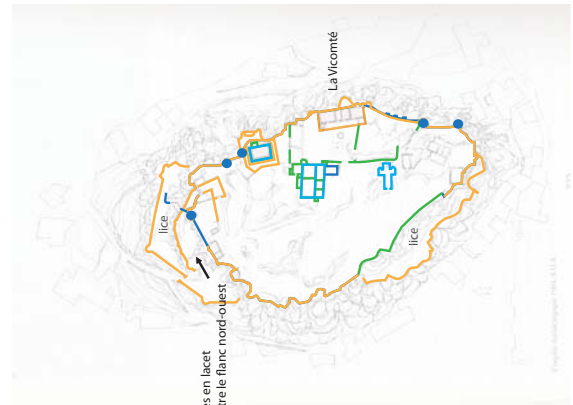 La Vicomté
lice
lice
es en lacet
tre le flanc nord-ouest